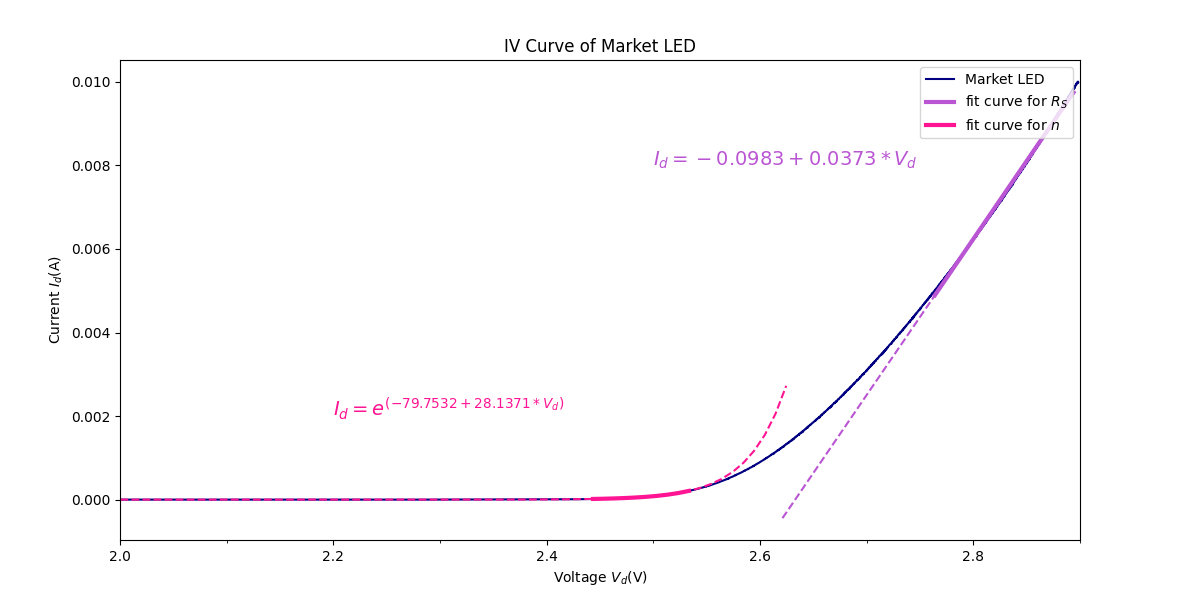 IV Curve of Market LED
0.010
0.008
0.006
0.004
0.002
0.000
Current I_d(A)
Market LED
fit curve for R_S
fit curve for n
I_d = − 0.0983 + 0.0373 * V_d
I_d = e^(−79.7532 + 28.1371 * V_d)
2.0 2.2 2.4 2.6 2.8
Voltage V_d(V)